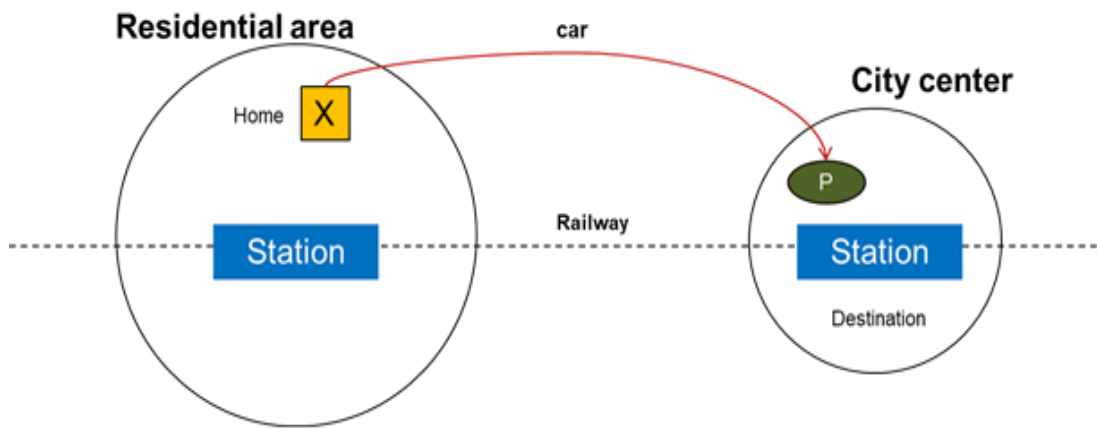 Residential area
car
City center
Home
X
P
Railway
Station
Station
Destination